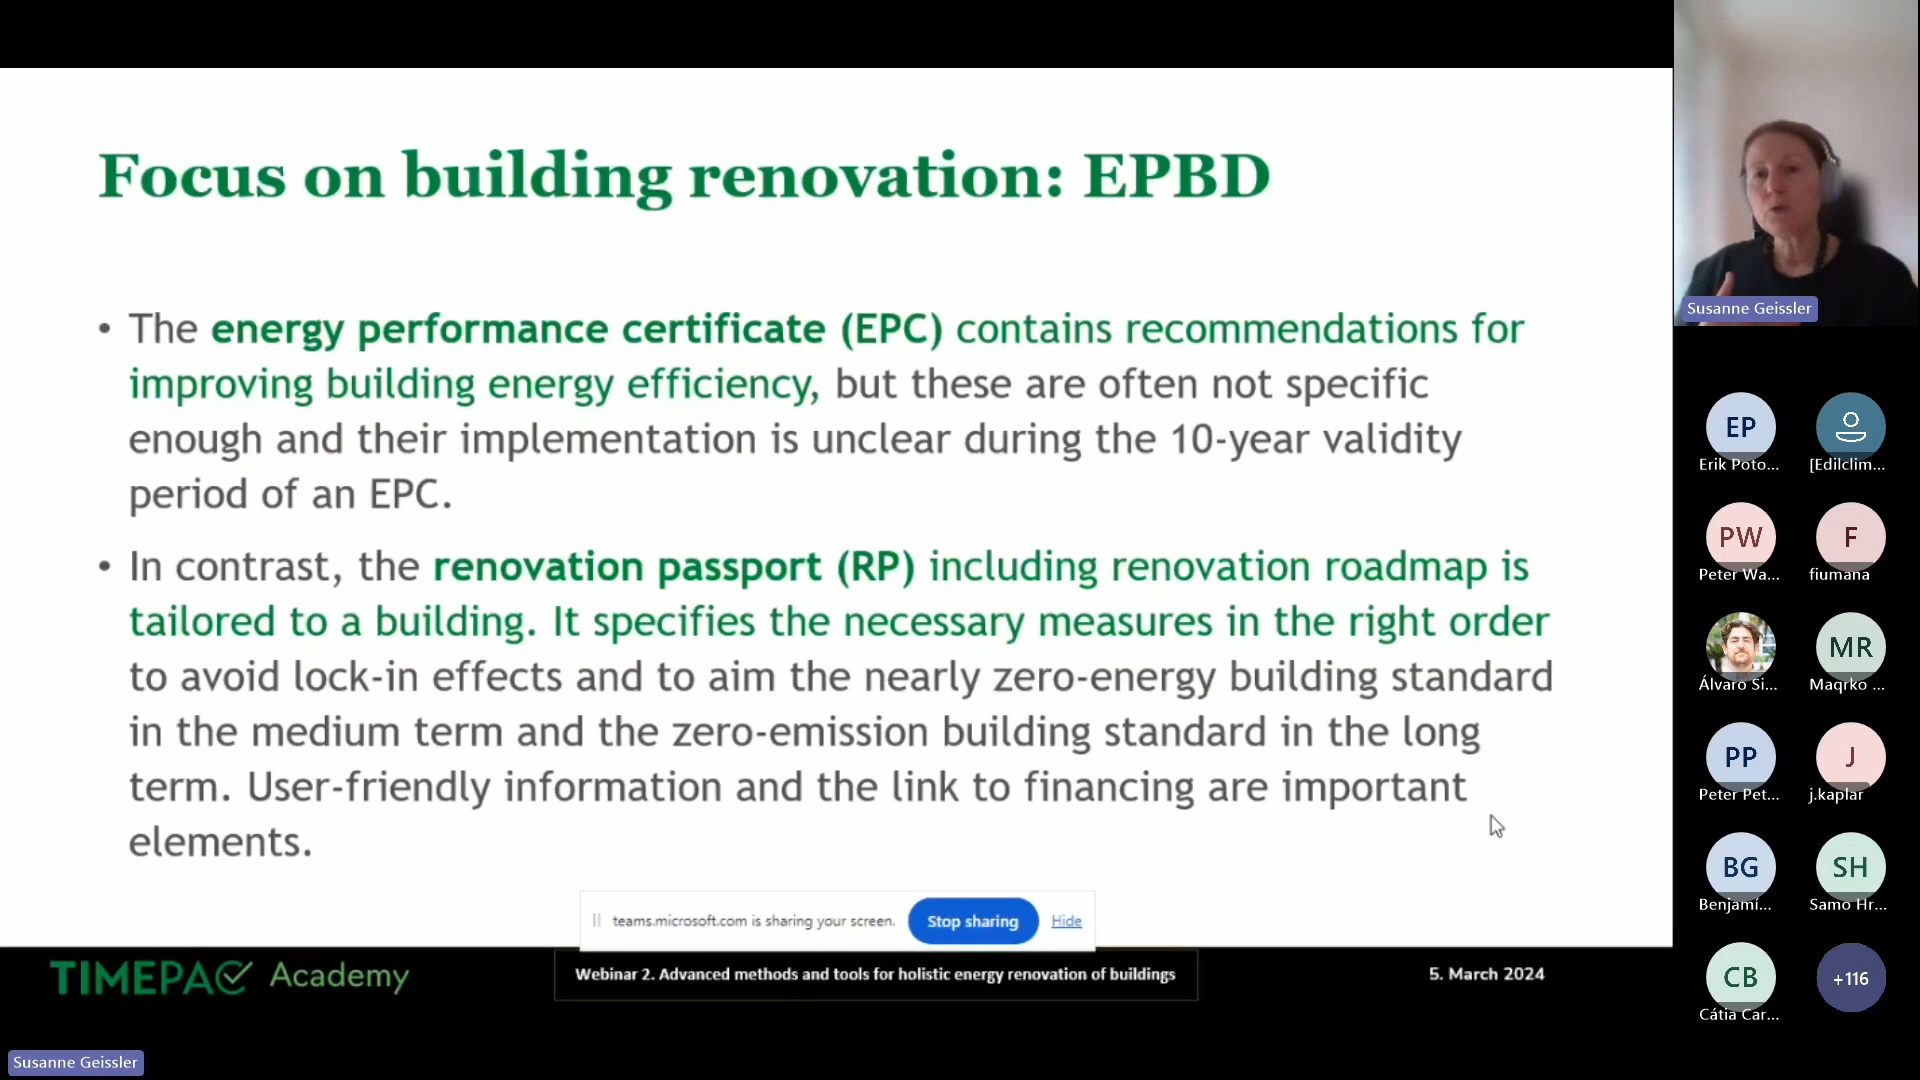 Focus on building renovation: EPBD
• The energy performance certificate (EPC) contains recommendations for
improving building energy efficiency, but these are often not specific
enough and their implementation is unclear during the 10-year validity
period of an EPC.
• In contrast, the renovation passport (RP) including renovation roadmap is
tailored to a building. It specifies the necessary measures in the right order
to avoid lock-in effects and to aim the nearly zero-energy building standard
in the medium term and the zero-emission building standard in the long
term. User-friendly information and the link to financing are important
elements.
teams.microsoft.com is sharing your screen. Stop sharing Hide
TIMEPAC Academy
Webinar 2. Advanced methods and tools for holistic energy renovation of buildings
5. March 2024
Susanne Geissler
Susanne Geissler
EP
Erik Poto...
[Edilclim...
PW
Peter Wa...
F
fiumana
Álvaro Si...
MR
Maqrko ...
PP
Peter Pet...
J
j.kaplar
BG
Benjamí...
SH
Samo Hr...
CB
Cátia Car...
+116